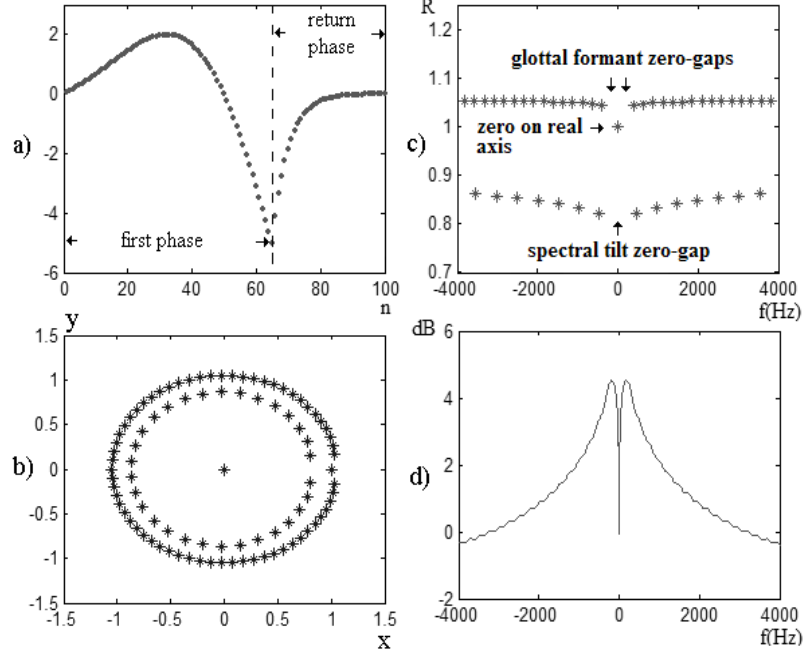 a)
2
0
-2
-4
-6
return
phase
first phase
0
20
40
60
80
100
n
R
1.2
1.1
1
0.9
0.8
0.7
glottal formant zero-gaps
zero on real
axis
c)
spectral tilt zero-gap
-4000
-2000
0
2000
4000
f(Hz)
y
b)
1.5
1
0.5
0
-0.5
-1
-1.5
-1.5
-1
-0.5
0
0.5
1
1.5
x
dB
d)
6
4
2
0
-2
-4000
-2000
0
2000
4000
f(Hz)